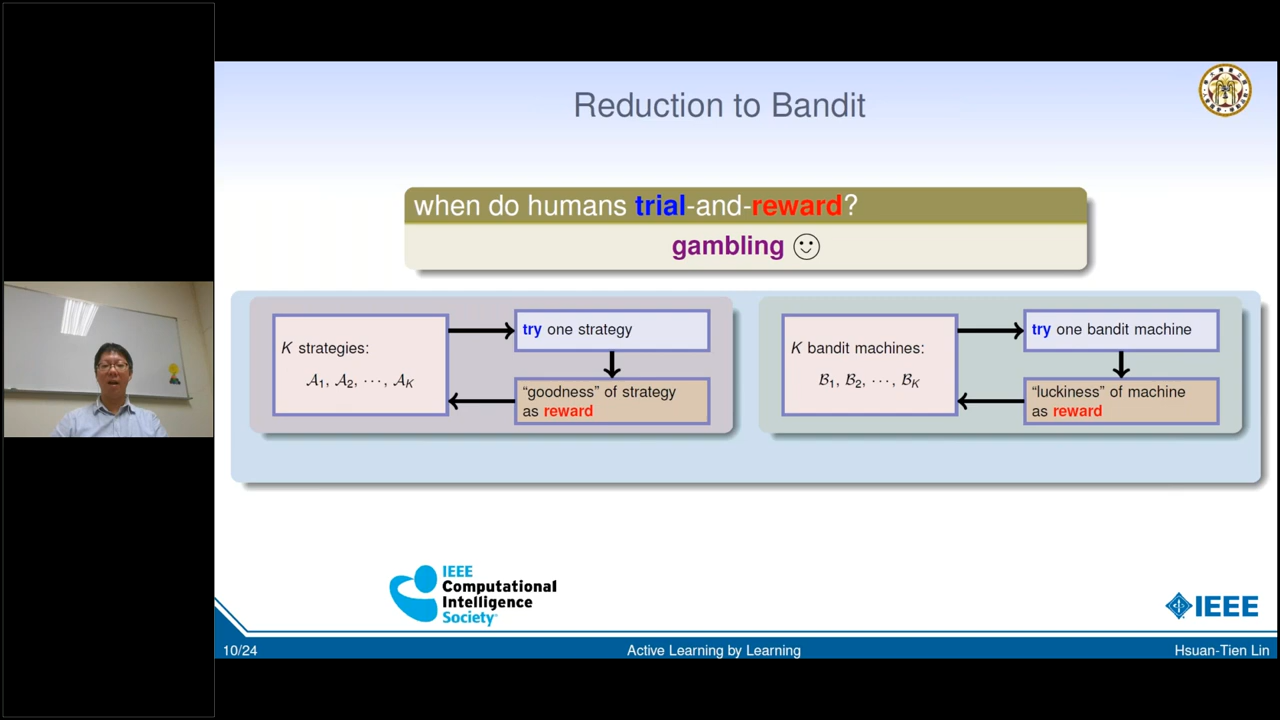 Reduction to Bandit
when do humans trial-and-reward?
gambling ☺
K strategies:
𝒜₁, 𝒜₂, ⋯, 𝒜_K
try one strategy
“goodness” of strategy
as reward
K bandit machines:
ℬ₁, ℬ₂, ⋯, ℬ_K
try one bandit machine
“luckiness” of machine
as reward
IEEE
Computational
Intelligence
Society
IEEE
10/24
Active Learning by Learning
Hsuan-Tien Lin